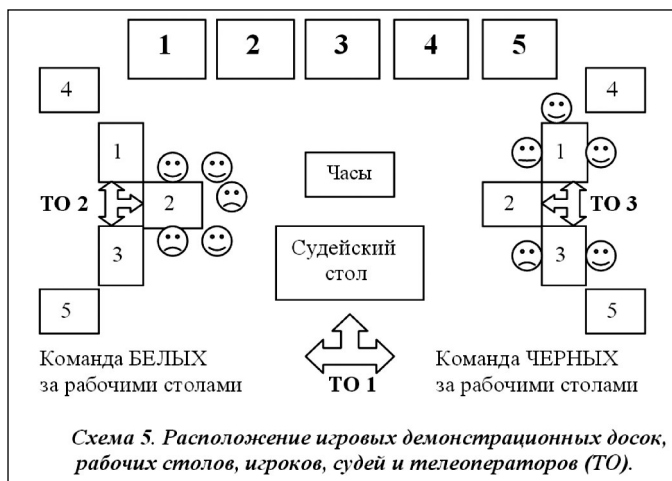 1 2 3 4 5
4 4
1 1
Часы
ТО 2 2 2 ТО 3
Судейский
стол
3 3
5 5
Команда БЕЛЫХ
за рабочими столами
ТО 1
Команда ЧЕРНЫХ
за рабочими столами
Схема 5. Расположение игровых демонстрационных досок,
рабочих столов, игроков, судей и телеоператоров (ТО).